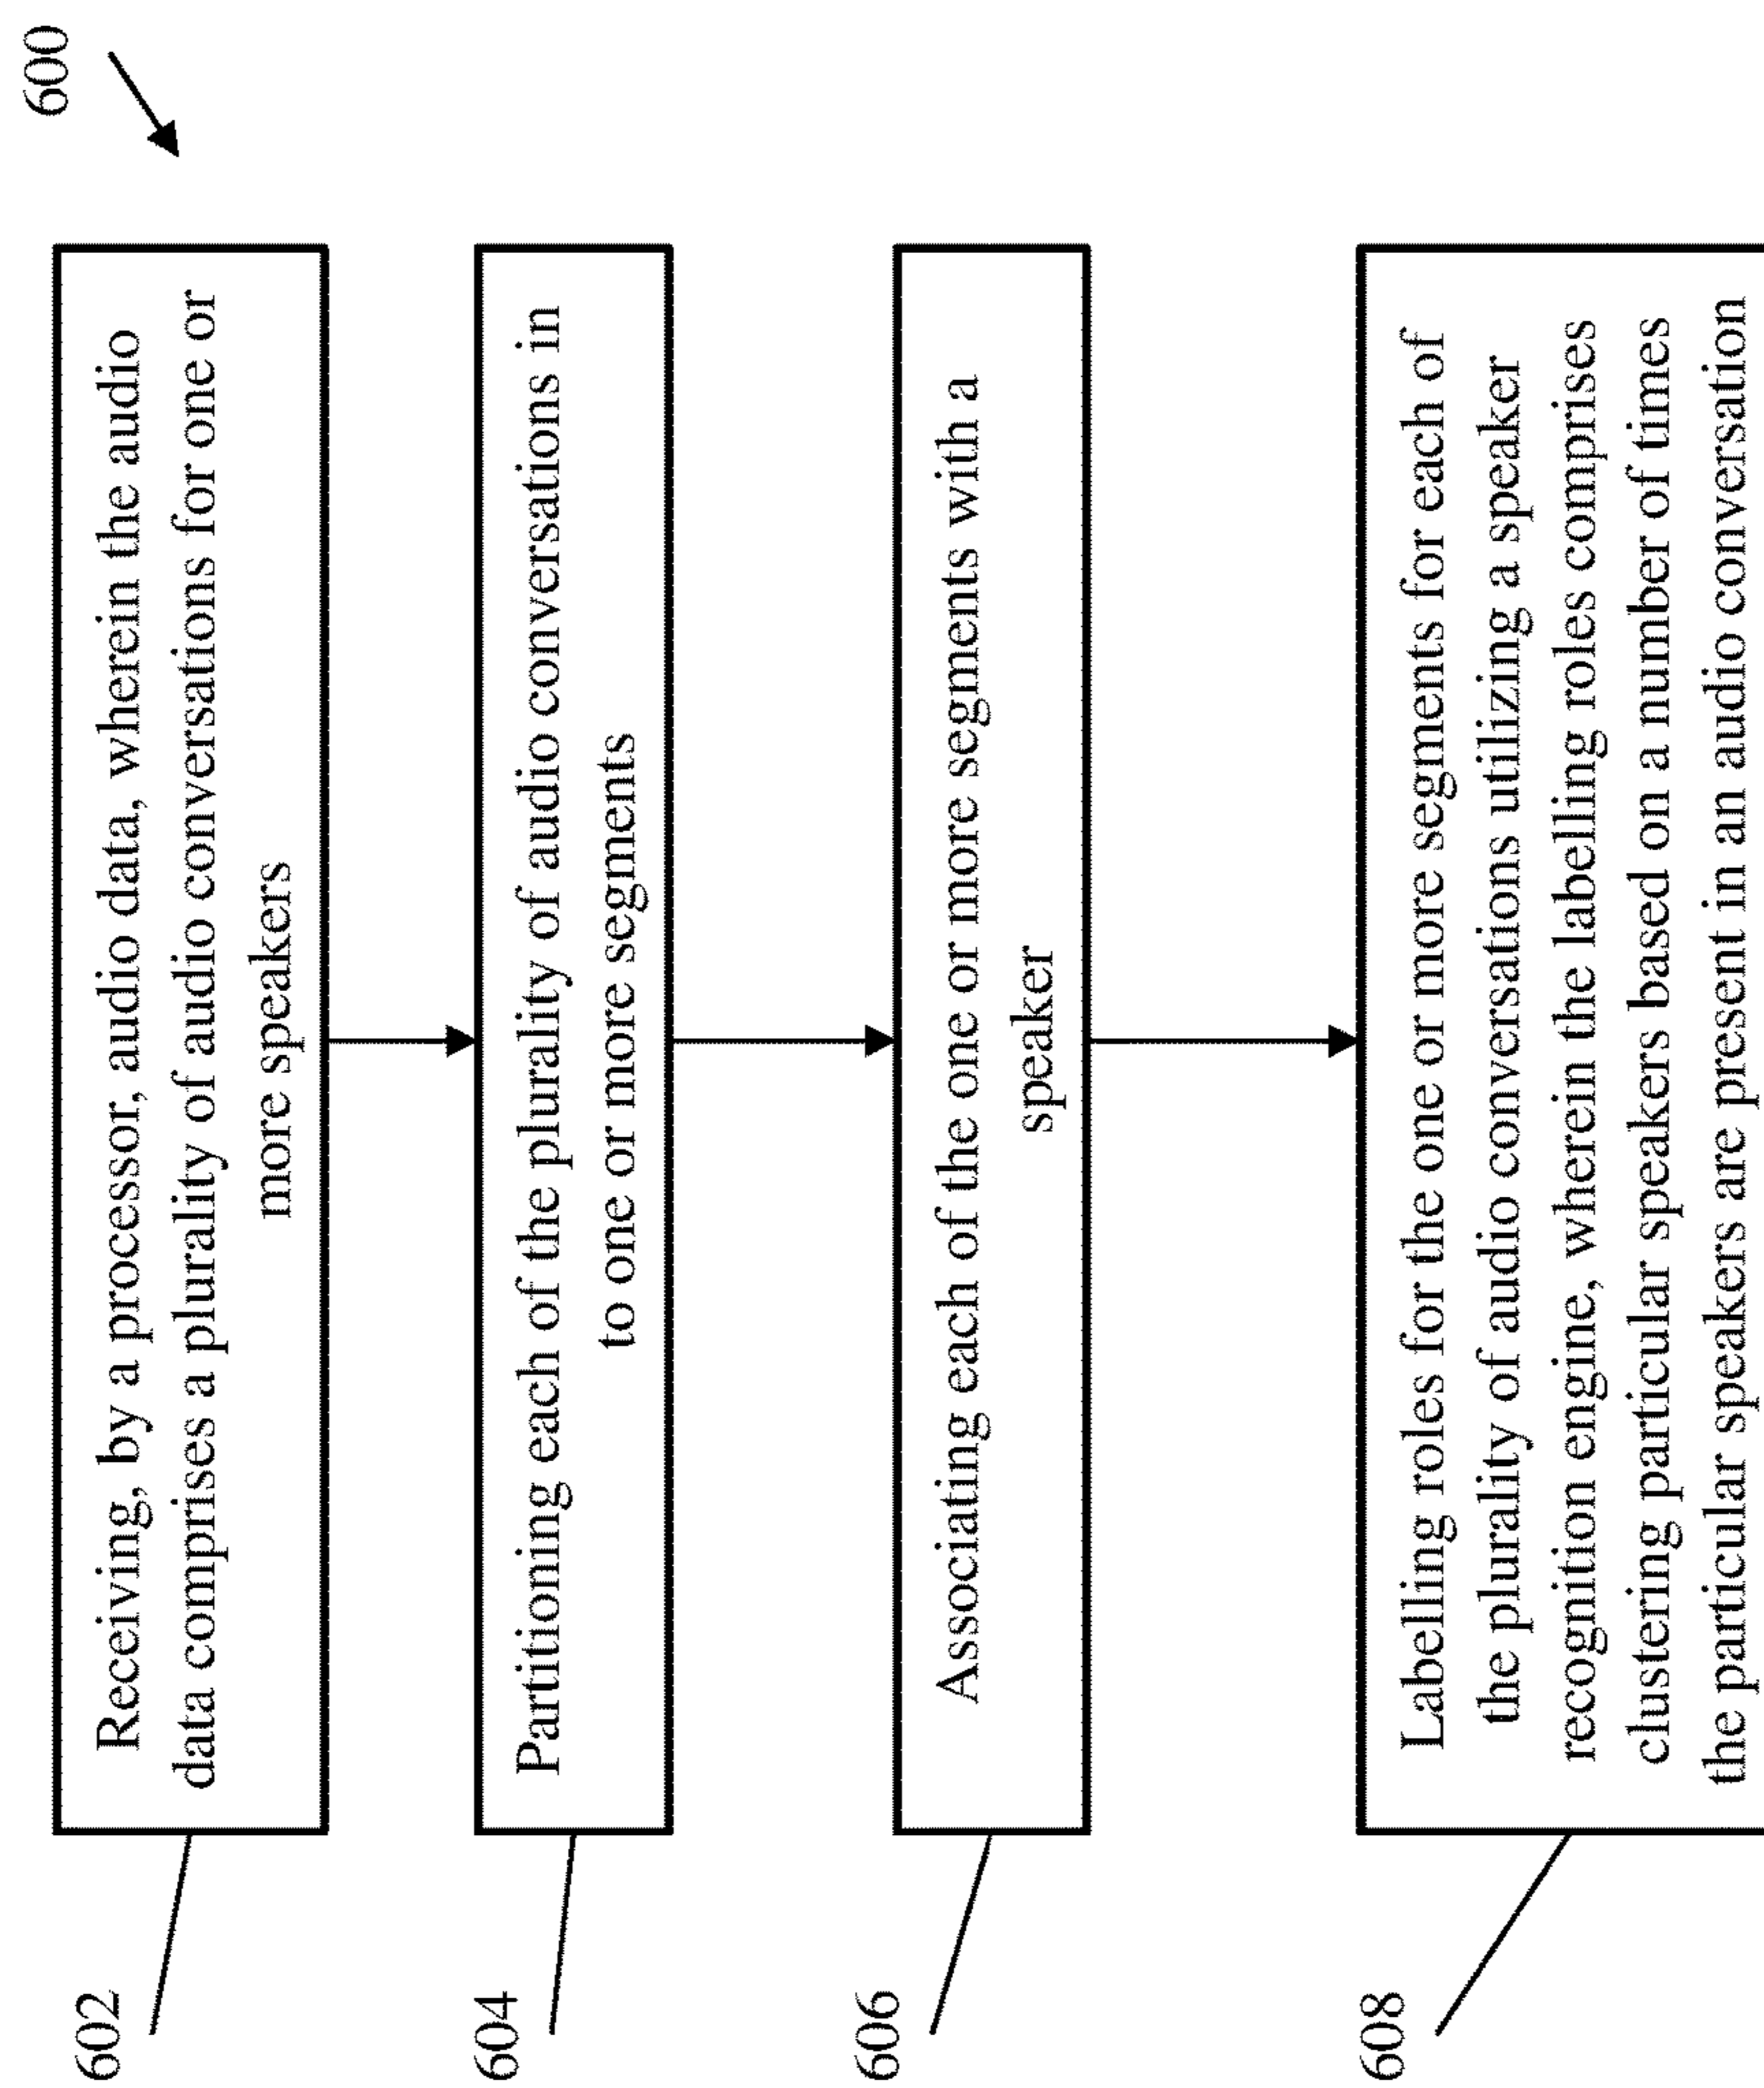 600
602
Receiving, by a processor, audio data, wherein the audio
data comprises a plurality of audio conversations for one or
more speakers
604
Partitioning each of the plurality of audio conversations in
to one or more segments
606
Associating each of the one or more segments with a
speaker
608
Labelling roles for the one or more segments for each of
the plurality of audio conversations utilizing a speaker
recognition engine, wherein the labelling roles comprises
clustering particular speakers based on a number of times
the particular speakers are present in an audio conversation